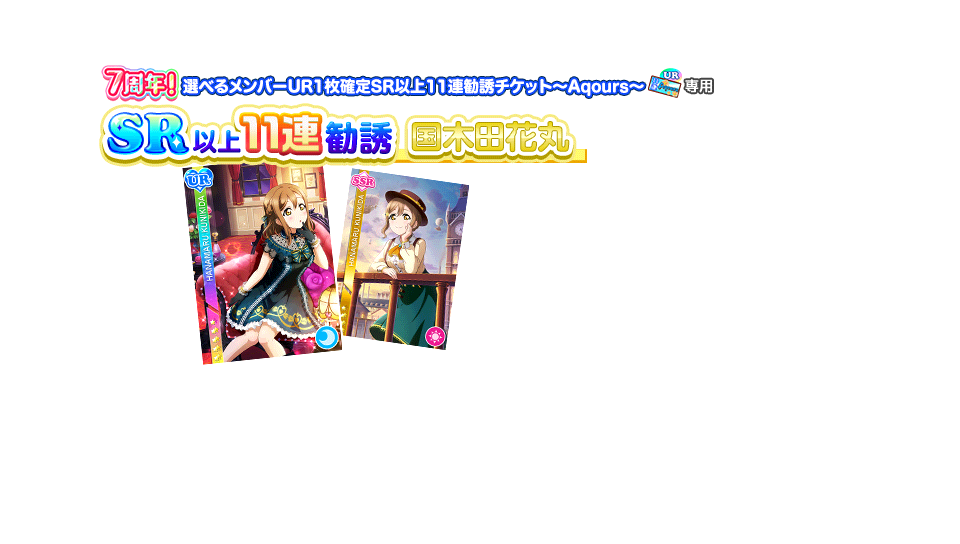 7周年! 選べるメンバーUR1枚確定SR以上11連勧誘チケット～Aqours～ UR 専用
SR以上11連勧誘 国木田花丸
UR
HANAMARU KUNIKIDA
SSR
HANAMARU KUNIKIDA